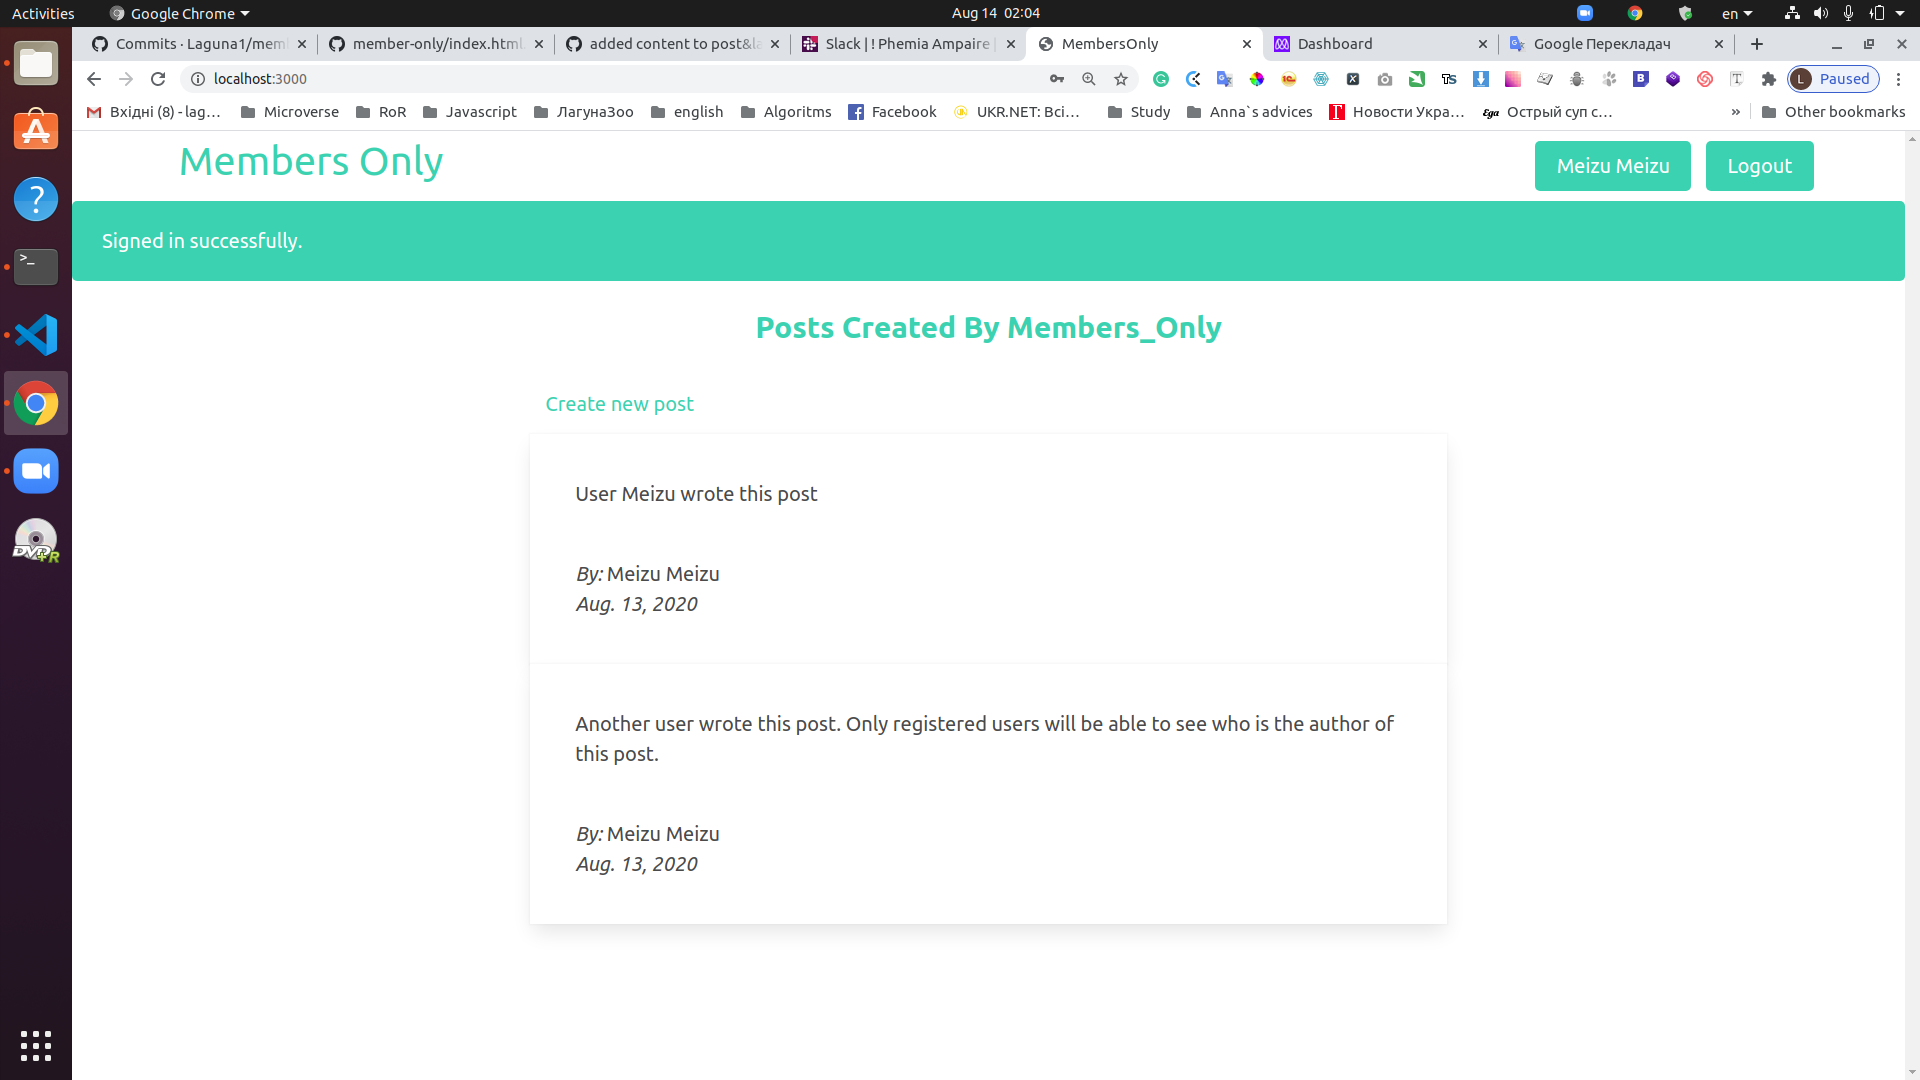 Activities
Google Chrome
Aug 14 02:04
en
Commits · Laguna1/mem
member-only/index.html
added content to post&la
Slack | ! Phemia Ampaire |
MembersOnly
Dashboard
Google Перекладач
localhost:3000
L Paused
Вхідні (8) - lag...
Microverse
RoR
Javascript
Лагуна3оо
english
Algoritms
Facebook
UKR.NET: Всі...
Study
Anna`s advices
Новости Укра...
Острый суп с...
»
Other bookmarks
Members Only
Meizu Meizu
Logout
Signed in successfully.
Posts Created By Members_Only
Create new post
User Meizu wrote this post
By: Meizu Meizu
Aug. 13, 2020
Another user wrote this post. Only registered users will be able to see who is the author of
this post.
By: Meizu Meizu
Aug. 13, 2020